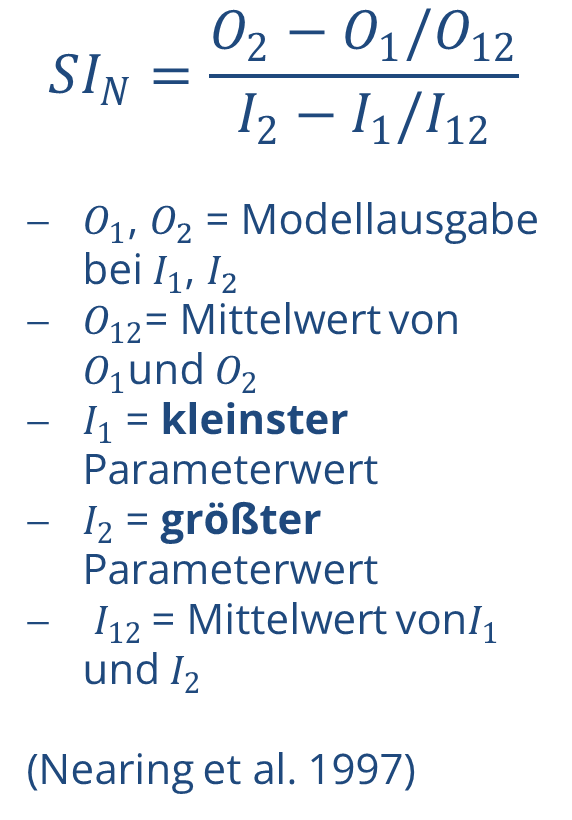 SI_N = (O_2 − O_1/O_12) / (I_2 − I_1/I_12)
– O_1, O_2 = Modellausgabe
bei I_1, I_2
– O_12= Mittelwert von
O_1und O_2
– I_1 = kleinster
Parameterwert
– I_2 = größter
Parameterwert
– I_12 = Mittelwert vonI_1
und I_2
(Nearing et al. 1997)